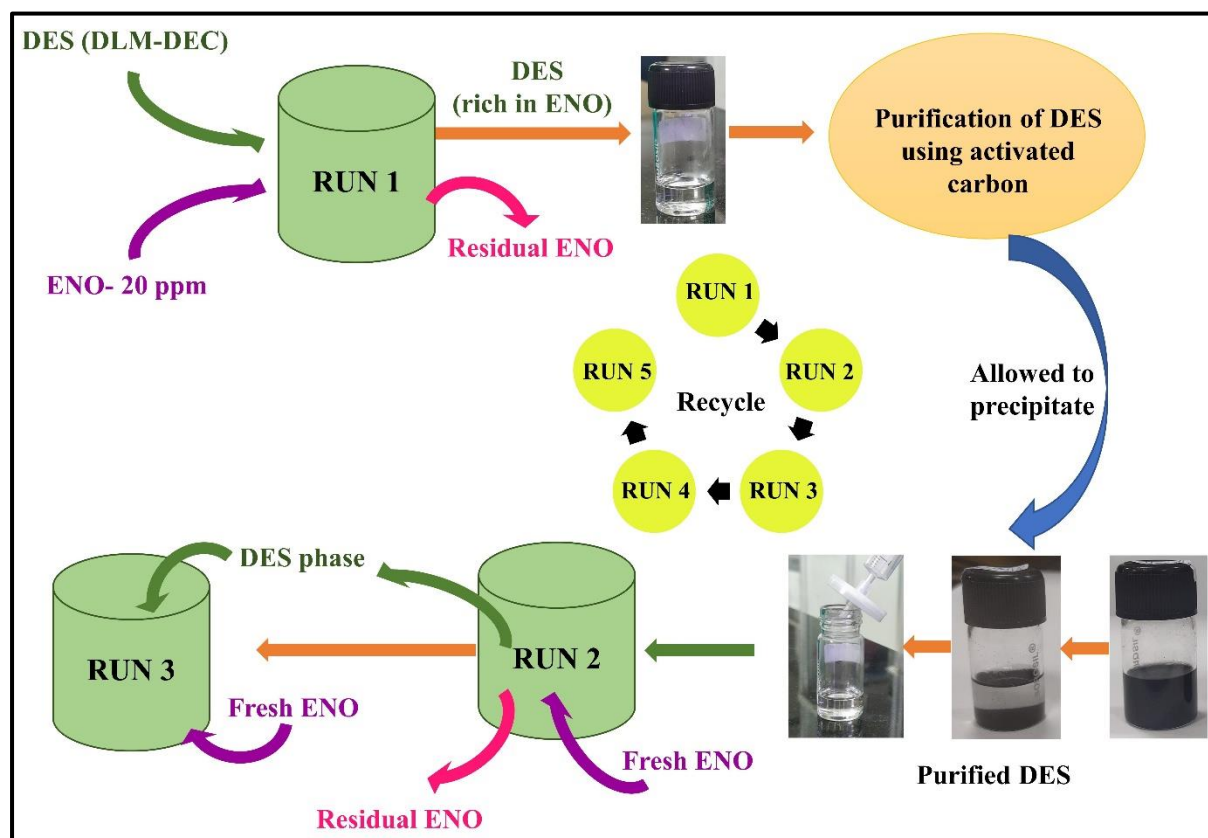 DES (DLM-DEC)
DES
(rich in ENO)
RUN 1
Residual ENO
ENO- 20 ppm
Purification of DES
using activated
carbon
RUN 1
RUN 2
RUN 3
RUN 4
RUN 5
Recycle
Allowed to
precipitate
DES phase
RUN 3
RUN 2
Fresh ENO
Fresh ENO
Residual ENO
Purified DES